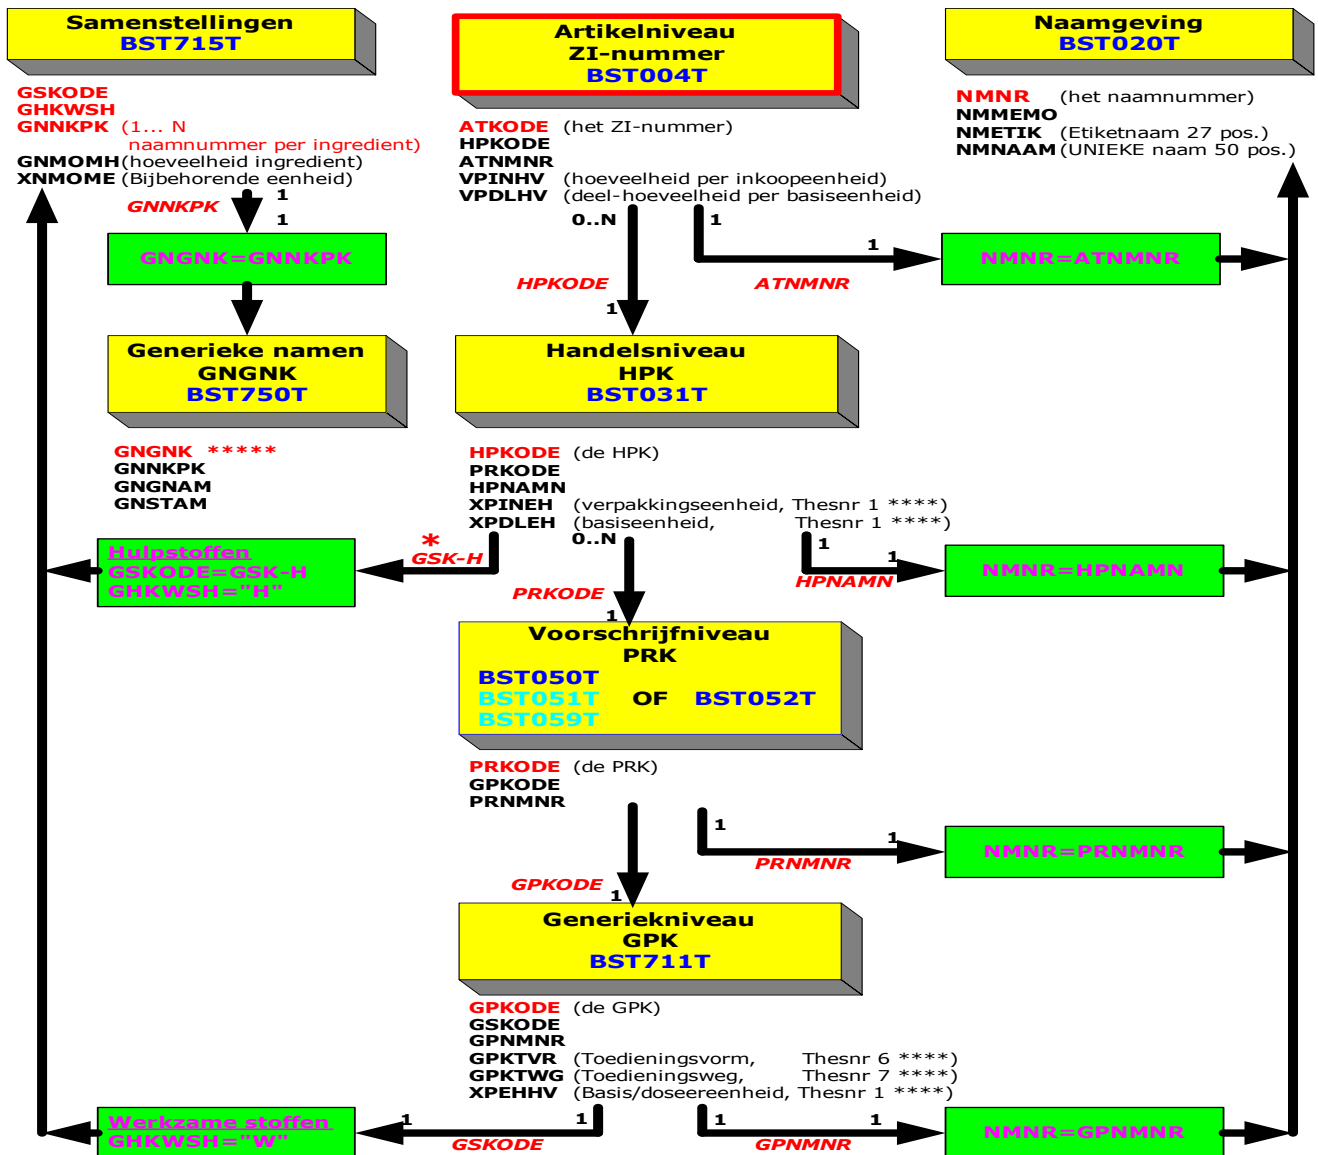 Samenstellingen
BST715T
GSKODE
GHKWSH
GNNKPK (1... N
naamnummer per ingredient)
GNMOMH (hoeveelheid ingredient)
XNMOME (Bijbehorende eenheid)
GNNKPK
1
1
GNGNK=GNNKPK
Generieke namen
GNGNK
BST750T
GNGNK *****
GNNKPK
GNGNAM
GNSTAM
Artikelniveau
ZI-nummer
BST004T
ATKODE (het ZI-nummer)
HPKODE
ATNMNR
VPINHV (hoeveelheid per inkoopeenheid)
VPDLHV (deel-hoeveelheid per basiseenheid)
0..N
1
1
HPKODE
ATNMNR
1
NMNR=ATNMNR
Naamgeving
BST020T
NMNR (het naamnummer)
NMMEMO
NMETIK (Etiketnaam 27 pos.)
NMNAAM (UNIEKE naam 50 pos.)
Handelsniveau
HPK
BST031T
HPKODE (de HPK)
PRKODE
HPNAMN
XPINEH (verpakkingseenheid, Thesnr 1 ****)
XPDLEH (basiseenheid, Thesnr 1 ****)
*
GSK-H
Hulpstoffen
GSKODE=GSK-H
GHKWSH="H"
0..N
1
1
HPNAMN
NMNR=HPNAMN
PRKODE
1
Voorschrijfniveau
PRK
BST050T
BST051T OF BST052T
BST059T
PRKODE (de PRK)
GPKODE
PRNMNR
1
1
PRNMNR
NMNR=PRNMNR
GPKODE
1
Generiekniveau
GPK
BST711T
GPKODE (de GPK)
GSKODE
GPNMNR
GPKTVR (Toedieningsvorm, Thesnr 6 ****)
GPKTWG (Toedieningsweg, Thesnr 7 ****)
XPEHHV (Basis/doseereenheid, Thesnr 1 ****)
Werkzame stoffen
GHKWSH="W"
1
1
GSKODE
1
1
GPNMNR
NMNR=GPNMNR